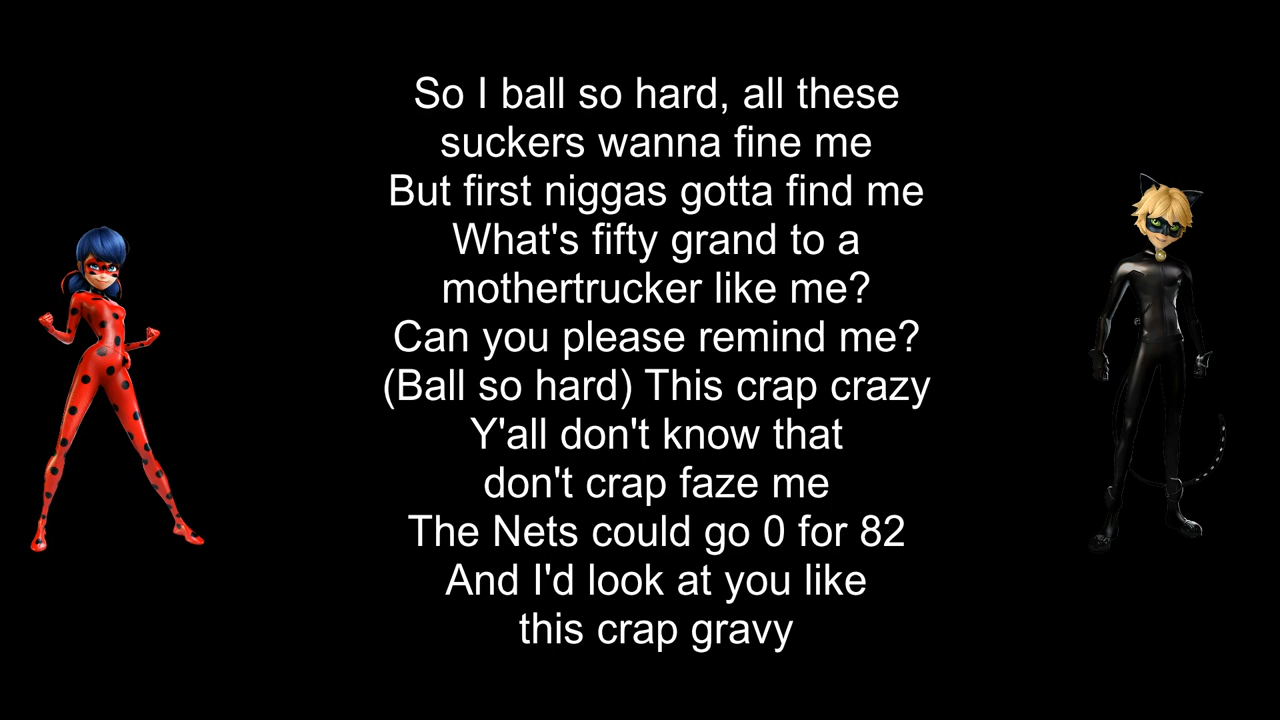 So I ball so hard, all these
suckers wanna fine me
But first niggas gotta find me
What's fifty grand to a
mothertrucker like me?
Can you please remind me?
(Ball so hard) This crap crazy
Y'all don't know that
don't crap faze me
The Nets could go 0 for 82
And I'd look at you like
this crap gravy